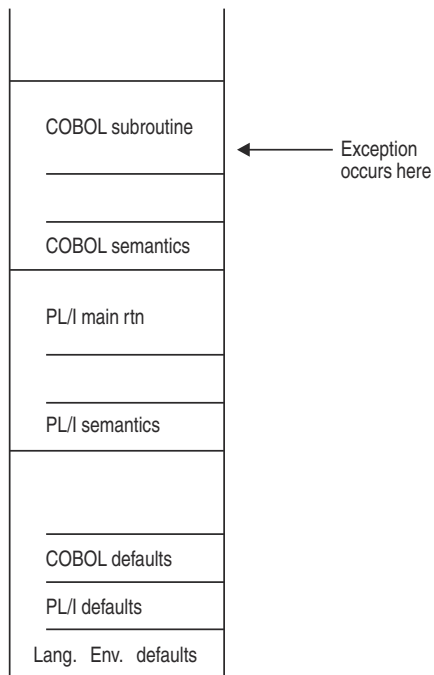 COBOL subroutine
Exception
occurs here
COBOL semantics
PL/I main rtn
PL/I semantics
COBOL defaults
PL/I defaults
Lang. Env. defaults